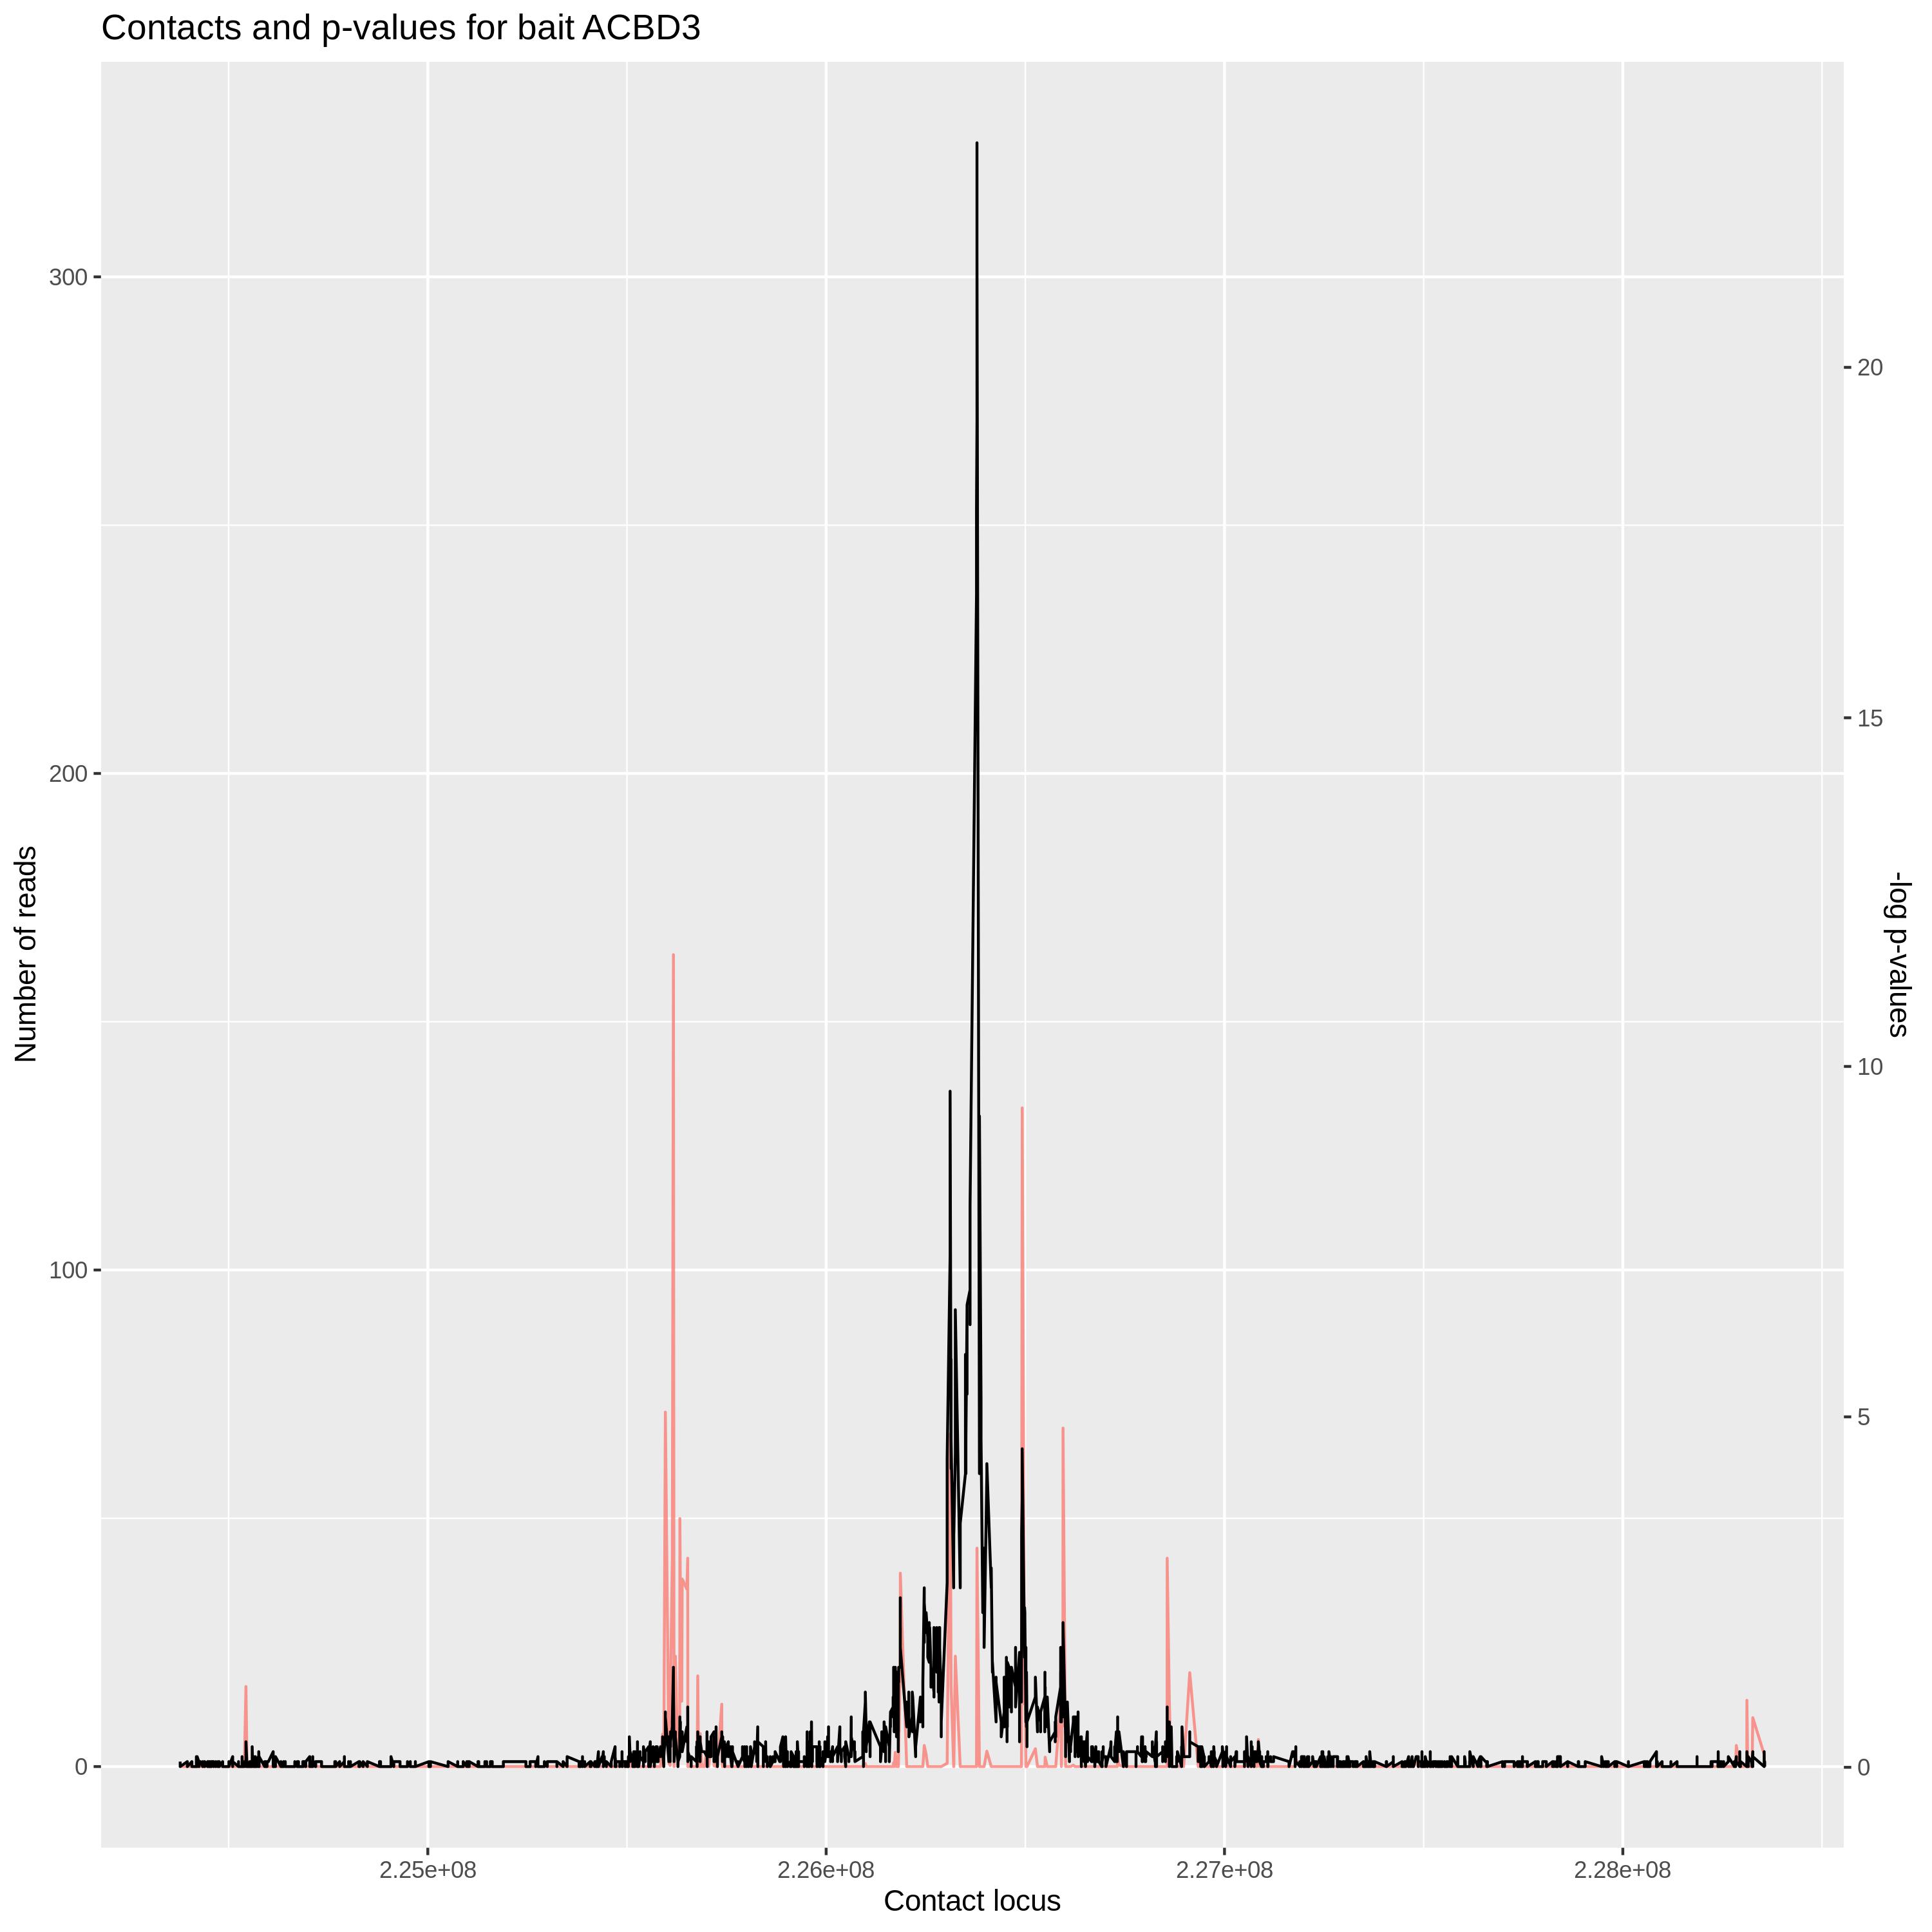 Contacts and p-values for bait ACBD3
300
200
100
0
Number of reads
20
15
10
5
0
-log p-values
2.25e+08
2.26e+08
2.27e+08
2.28e+08
Contact locus